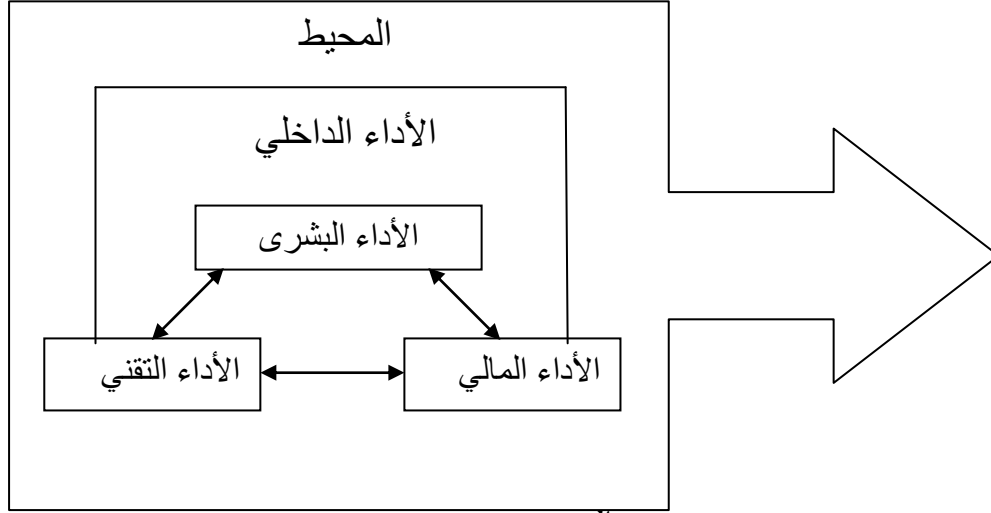 المحيط
الأداء الداخلي
الأداء البشرى
الأداء المالي
الأداء التقني